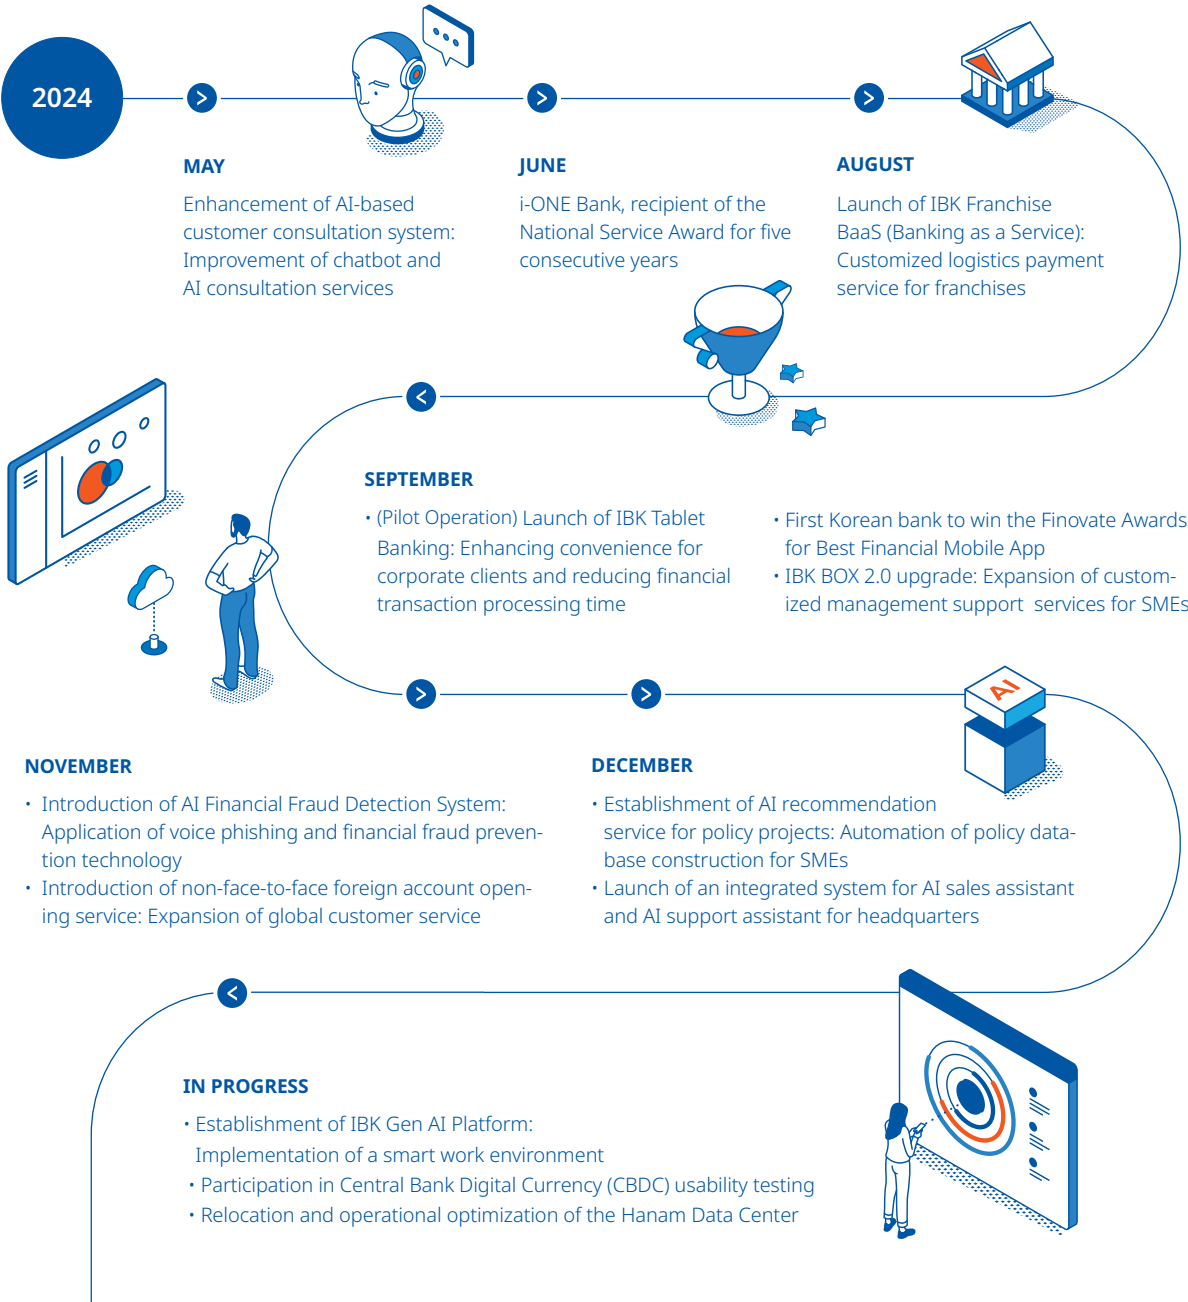 2024
MAY
Enhancement of AI-based
customer consultation system:
Improvement of chatbot and
AI consultation services
JUNE
i-ONE Bank, recipient of the
National Service Award for five
consecutive years
AUGUST
Launch of IBK Franchise
BaaS (Banking as a Service):
Customized logistics payment
service for franchises
SEPTEMBER
• (Pilot Operation) Launch of IBK Tablet
Banking: Enhancing convenience for
corporate clients and reducing financial
transaction processing time
• First Korean bank to win the Finovate Awards
for Best Financial Mobile App
• IBK BOX 2.0 upgrade: Expansion of custom-
ized management support services for SMEs
AI
NOVEMBER
• Introduction of AI Financial Fraud Detection System:
Application of voice phishing and financial fraud preven-
tion technology
• Introduction of non-face-to-face foreign account open-
ing service: Expansion of global customer service
DECEMBER
• Establishment of AI recommendation
service for policy projects: Automation of policy data-
base construction for SMEs
• Launch of an integrated system for AI sales assistant
and AI support assistant for headquarters
IN PROGRESS
• Establishment of IBK Gen AI Platform:
Implementation of a smart work environment
• Participation in Central Bank Digital Currency (CBDC) usability testing
• Relocation and operational optimization of the Hanam Data Center